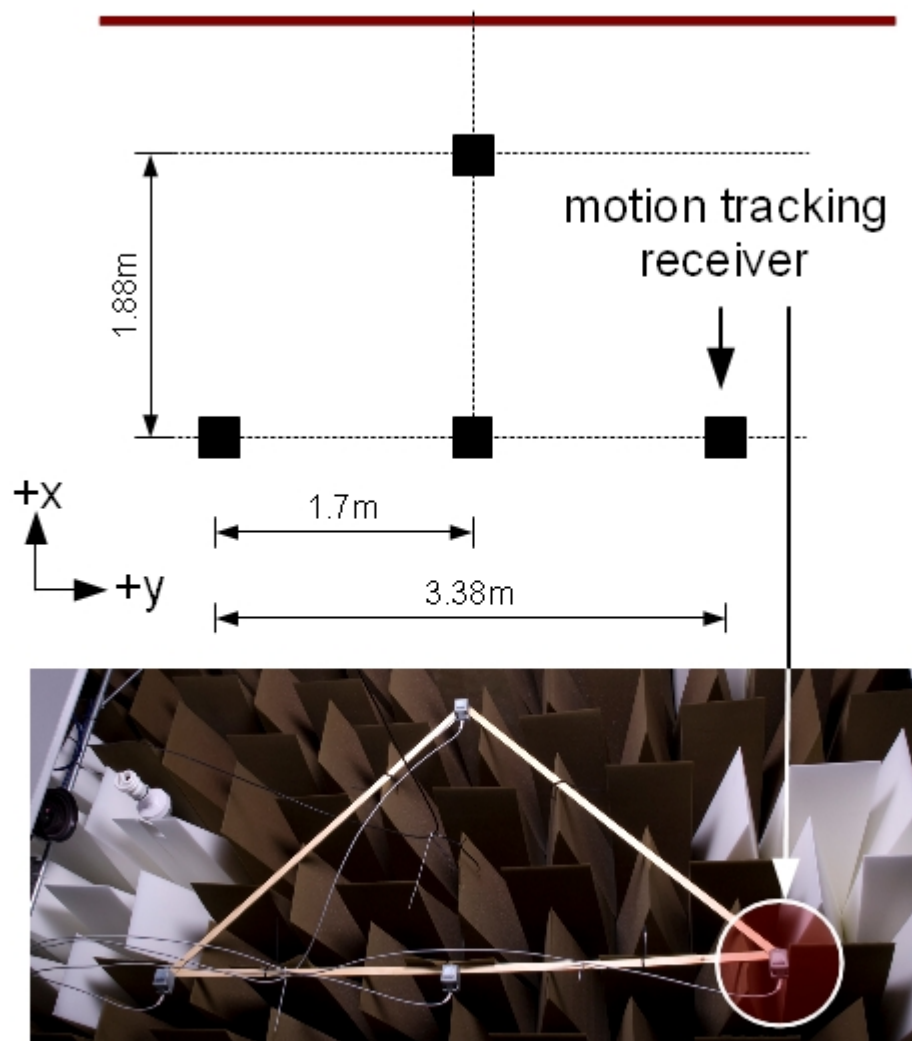 1.88m
motion tracking
receiver
+x
1.7m
+y
3.38m